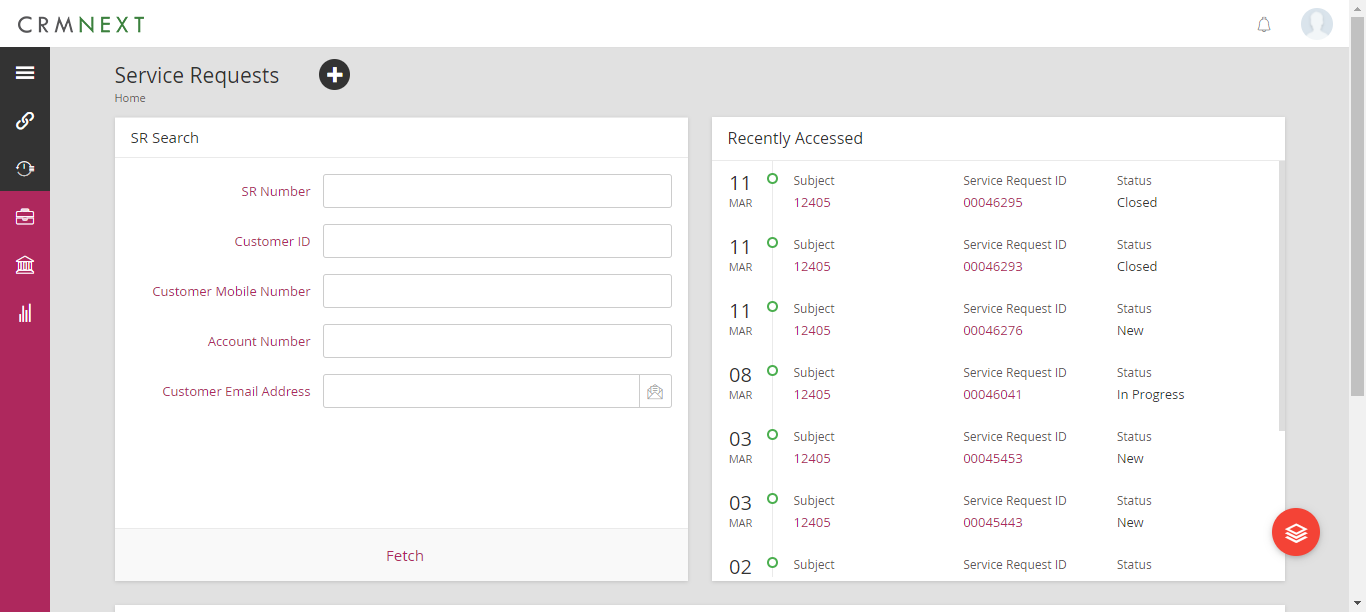 CRMNEXT
Service Requests
Home
SR Search
SR Number
Customer ID
Customer Mobile Number
Account Number
Customer Email Address
Fetch
Recently Accessed
11 MAR
Subject Service Request ID Status
12405 00046295 Closed
11 MAR
Subject Service Request ID Status
12405 00046293 Closed
11 MAR
Subject Service Request ID Status
12405 00046276 New
08 MAR
Subject Service Request ID Status
12405 00046041 In Progress
03 MAR
Subject Service Request ID Status
12405 00045453 New
03 MAR
Subject Service Request ID Status
12405 00045443 New
02
Subject Service Request ID Status